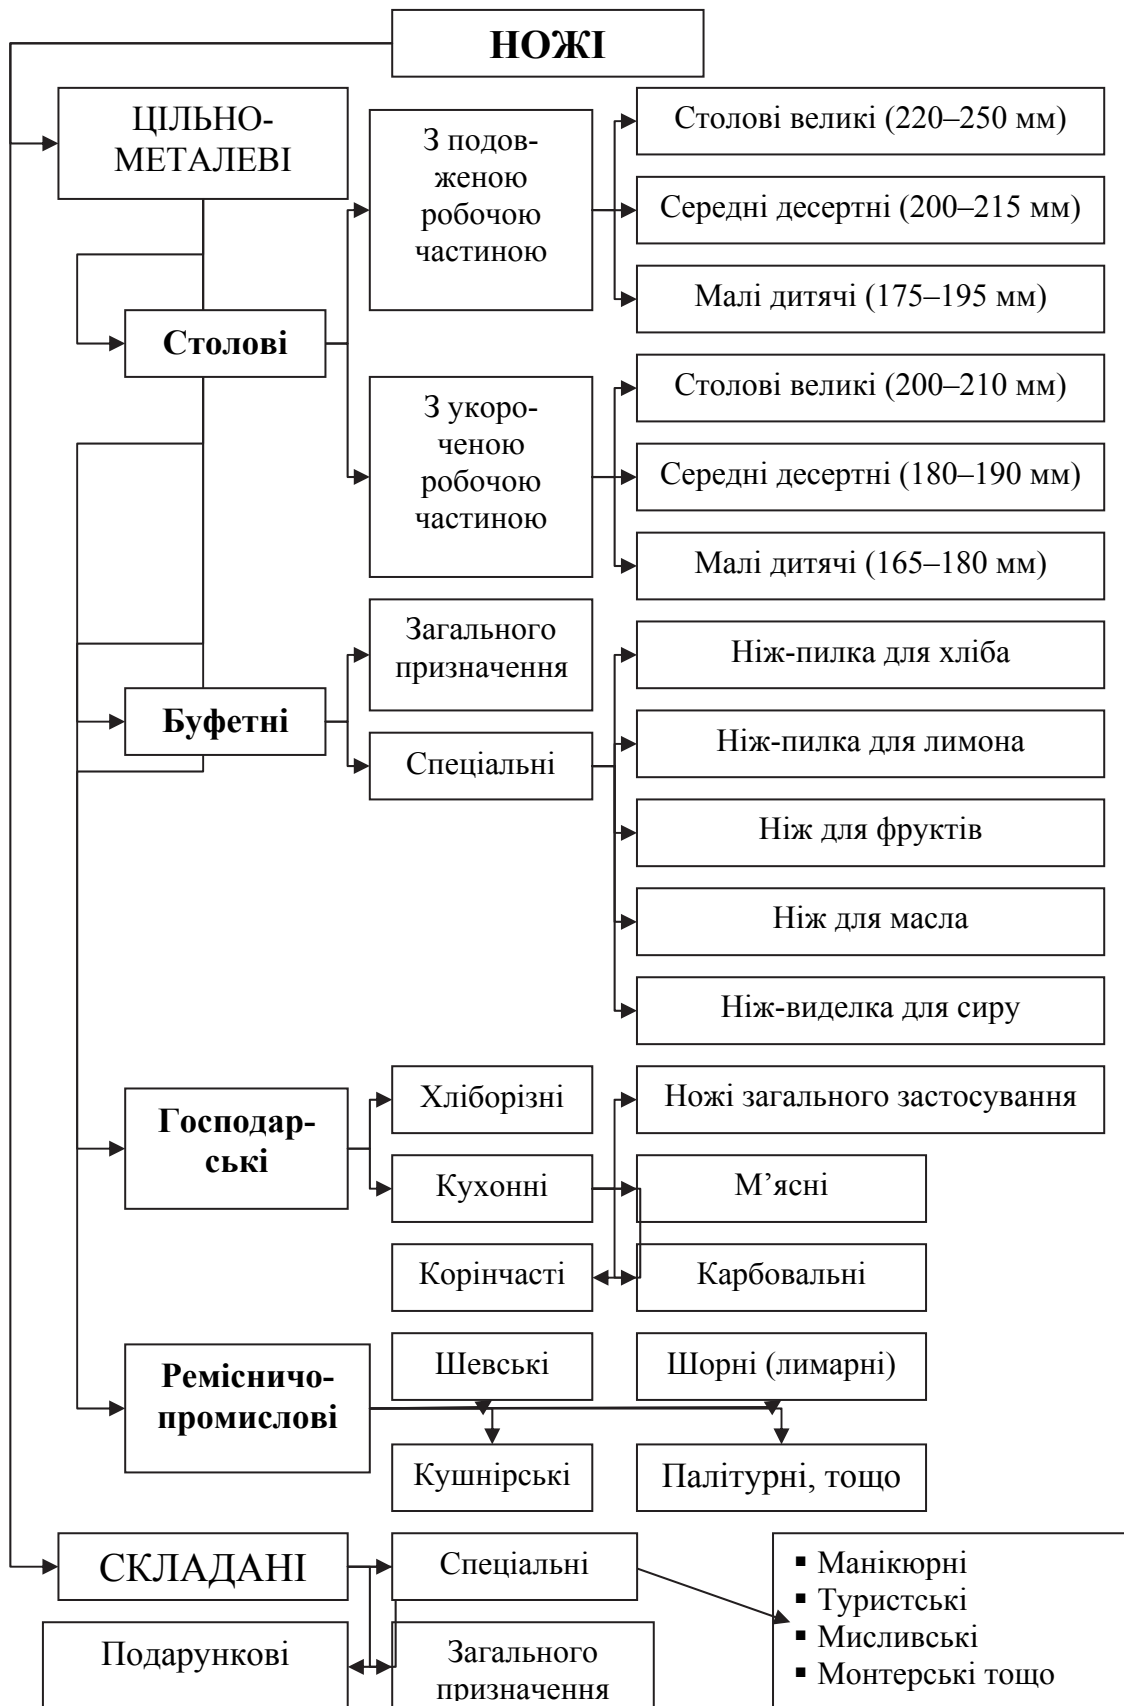 НОЖІ
ЦІЛЬНО-
МЕТАЛЕВІ
З подов-
женою
робочою
частиною
Столові великі (220–250 мм)
Середні десертні (200–215 мм)
Малі дитячі (175–195 мм)
Столові
З укоро-
ченою
робочою
частиною
Столові великі (200–210 мм)
Середні десертні (180–190 мм)
Малі дитячі (165–180 мм)
Загального
призначення
Буфетні
Спеціальні
Ніж-пилка для хліба
Ніж-пилка для лимона
Ніж для фруктів
Ніж для масла
Ніж-виделка для сиру
Господар-
ські
Хліборізні
Ножі загального застосування
Кухонні
М’ясні
Корінчасті
Карбовальні
Ремісничо-
промислові
Шевські
Шорні (лимарні)
Кушнірські
Палітурні, тощо
СКЛАДАНІ
Спеціальні
▪ Манікюрні
▪ Туристські
▪ Мисливські
▪ Монтерські тощо
Подарункові
Загального
призначення